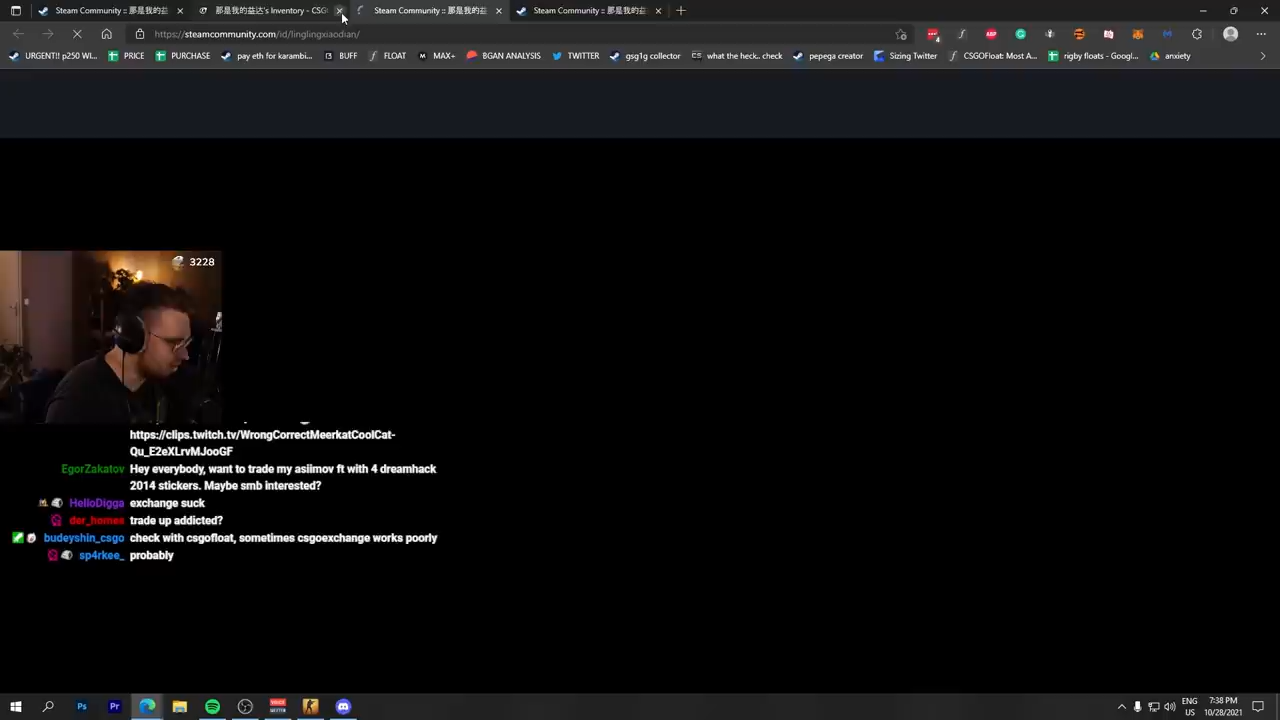 Steam Community :: 那是我的益
那是我的益达's Inventory - CSG
Steam Community :: 那是我的益
Steam Community :: 那是我的益
https://steamcommunity.com/id/linglingxiaodian/
URGENT!! p250 WI...
PRICE
PURCHASE
pay eth for karambi...
BUFF
FLOAT
MAX+
BGAN ANALYSIS
TWITTER
gsg1g collector
what the heck.. check
pepega creator
Sizing Twitter
CSGOFloat: Most A...
rigby floats - Googl...
anxiety
3228
https://clips.twitch.tv/WrongCorrectMeerkatCoolCat-
Qu_E2eXLrvMJooGF
EgorZakatov Hey everybody, want to trade my asiimov ft with 4 dreamhack
2014 stickers. Maybe smb interested?
HelloDigga exchange suck
der_homea trade up addicted?
budeyshin_csgo check with csgofloat, sometimes csgoexchange works poorly
sp4rkee_ probably
Ps
Pr
ENG
US
7:38 PM
10/28/2021